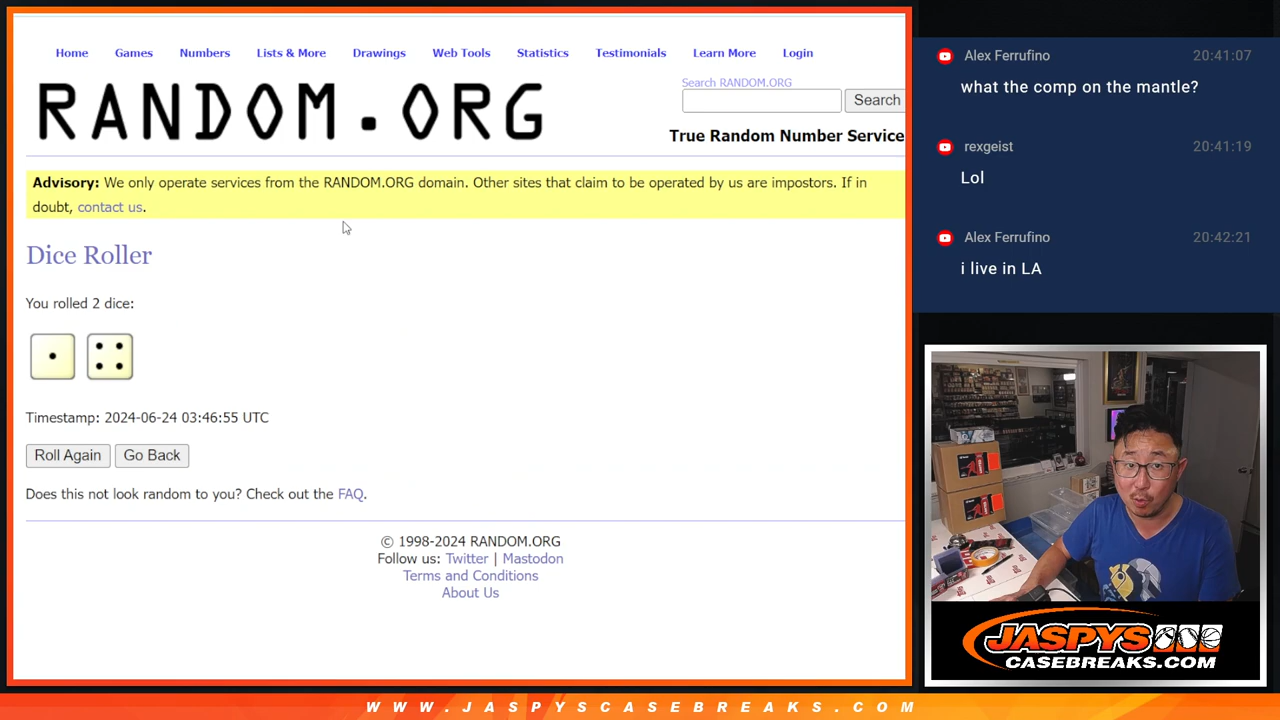 Home Games Numbers Lists & More Drawings Web Tools Statistics Testimonials Learn More Login
RANDOM.ORG
Search RANDOM.ORG
Search
True Random Number Service
Advisory: We only operate services from the RANDOM.ORG domain. Other sites that claim to be operated by us are impostors. If in
doubt, contact us.
Dice Roller
You rolled 2 dice:
Timestamp: 2024-06-24 03:46:55 UTC
Roll Again Go Back
Does this not look random to you? Check out the FAQ.
© 1998-2024 RANDOM.ORG
Follow us: Twitter | Mastodon
Terms and Conditions
About Us
Alex Ferrufino 20:41:07
what the comp on the mantle?
rexgeist 20:41:19
Lol
Alex Ferrufino 20:42:21
i live in LA
JASPYS
CASEBREAKS.COM
WWW.JASPYSCASEBREAKS.COM